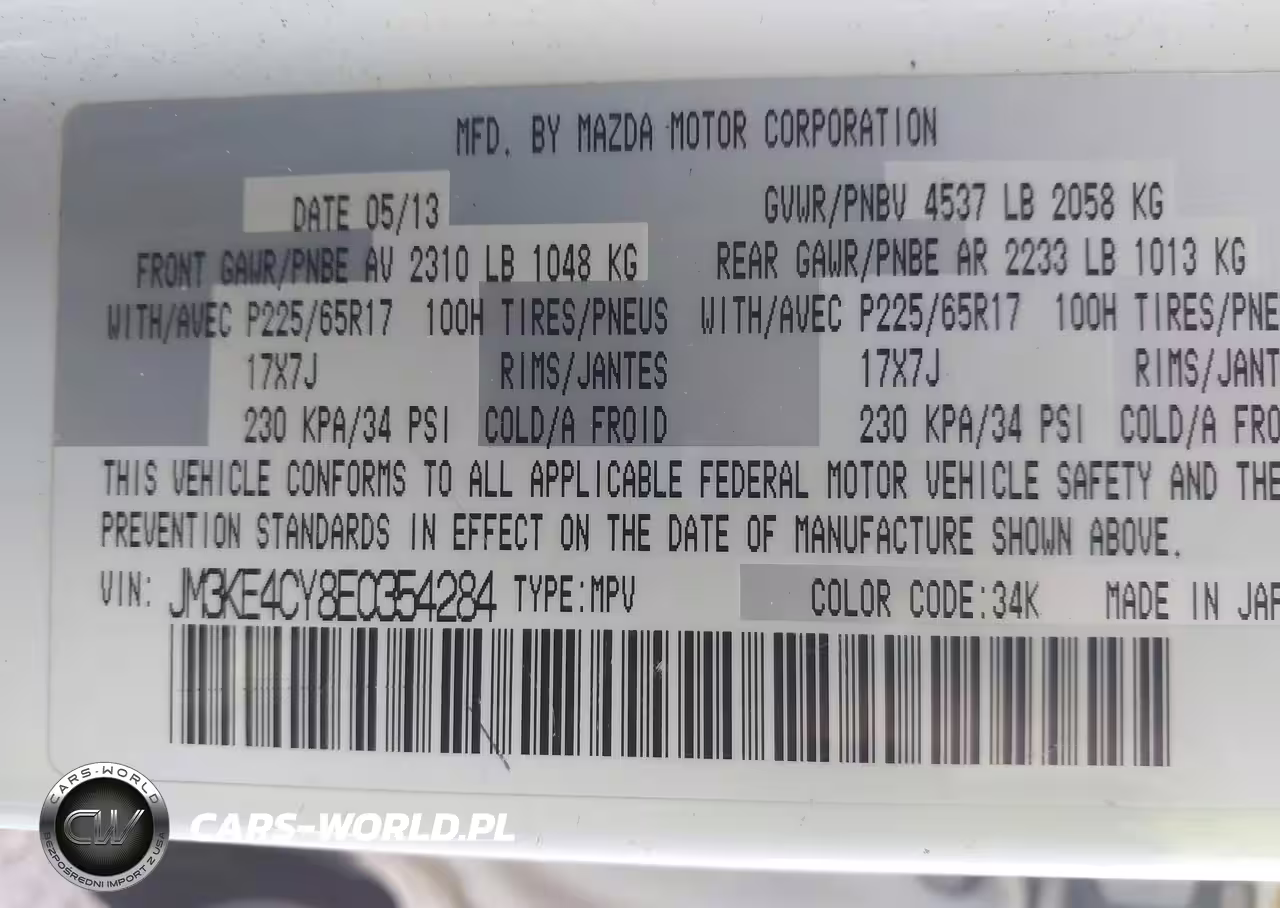 MFD. BY MAZDA MOTOR CORPORATION
DATE 05/13 GVWR/PNBV 4537 LB 2058 KG
FRONT GAWR/PNBE AV 2310 LB 1048 KG REAR GAWR/PNBE AR 2233 LB 1013 KG
WITH/AVEC P225/65R17 100H TIRES/PNEUS WITH/AVEC P225/65R17 100H TIRES/PNE
17X7J RIMS/JANTES 17X7J RIMS/JANT
230 KPA/34 PSI COLD/A FROID 230 KPA/34 PSI COLD/A FRO
THIS VEHICLE CONFORMS TO ALL APPLICABLE FEDERAL MOTOR VEHICLE SAFETY AND THE
PREVENTION STANDARDS IN EFFECT ON THE DATE OF MANUFACTURE SHOWN ABOVE.
VIN: JM3KE4CY8E0354284 TYPE:MPV COLOR CODE:34K MADE IN JAP
CARS-WORLD
CW
BEZPOŚREDNI IMPORT Z USA
CARS-WORLD.PL